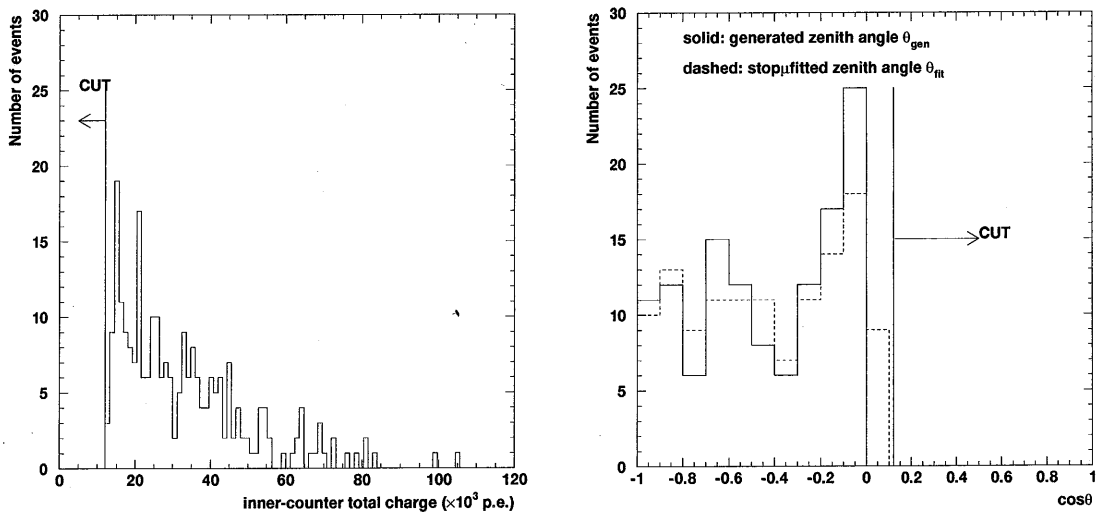 Number of events
30
25
20
15
10
5
0
CUT
0 20 40 60 80 100 120
inner-counter total charge (×10³ p.e.)
Number of events
30
25
20
15
10
5
0
solid: generated zenith angle θgen
dashed: stopμfitted zenith angle θfit
CUT
-1 -0.8 -0.6 -0.4 -0.2 0 0.2 0.4 0.6 0.8 1
cosθ